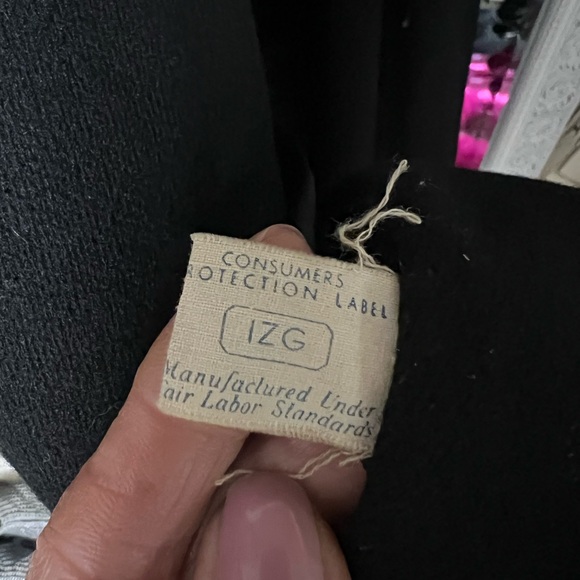 CONSUMERS
ROTECTION LABEL
IZG
Manufactured Under
air Labor Standards